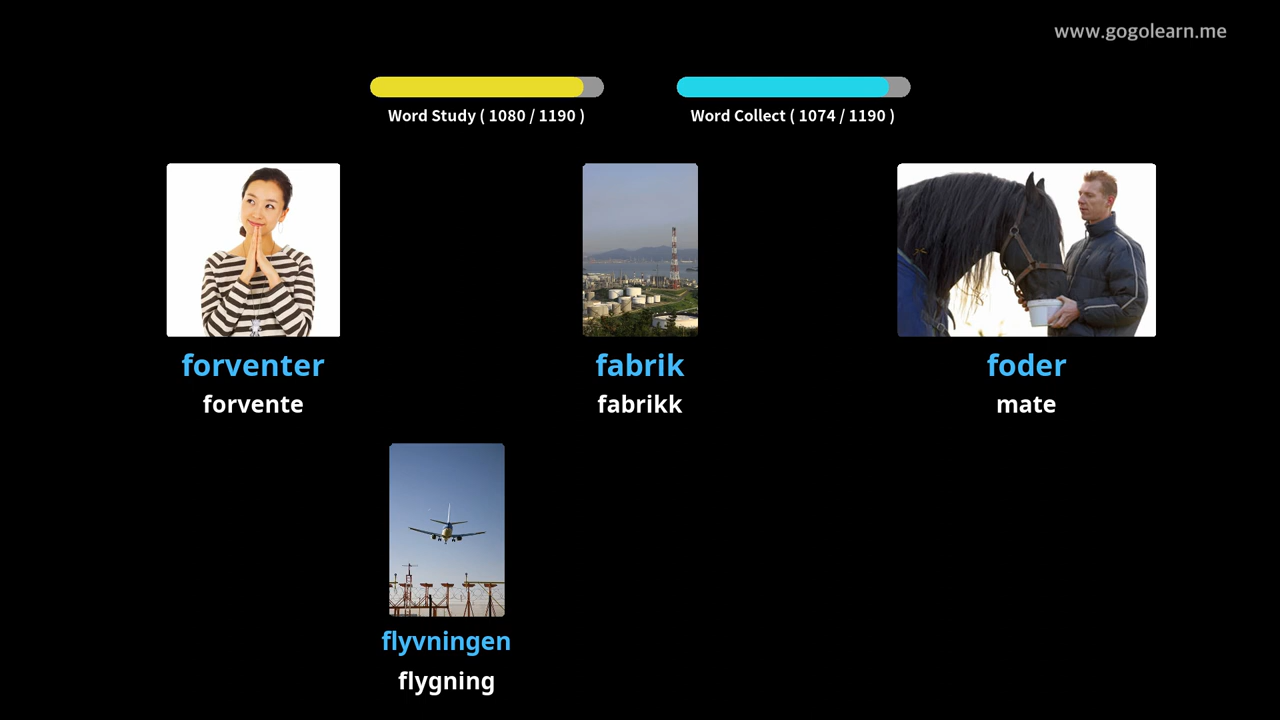 www.gogolearn.me
Word Study ( 1080 / 1190 )
Word Collect ( 1074 / 1190 )
forventer
forvente
fabrik
fabrikk
foder
mate
flyvningen
flygning